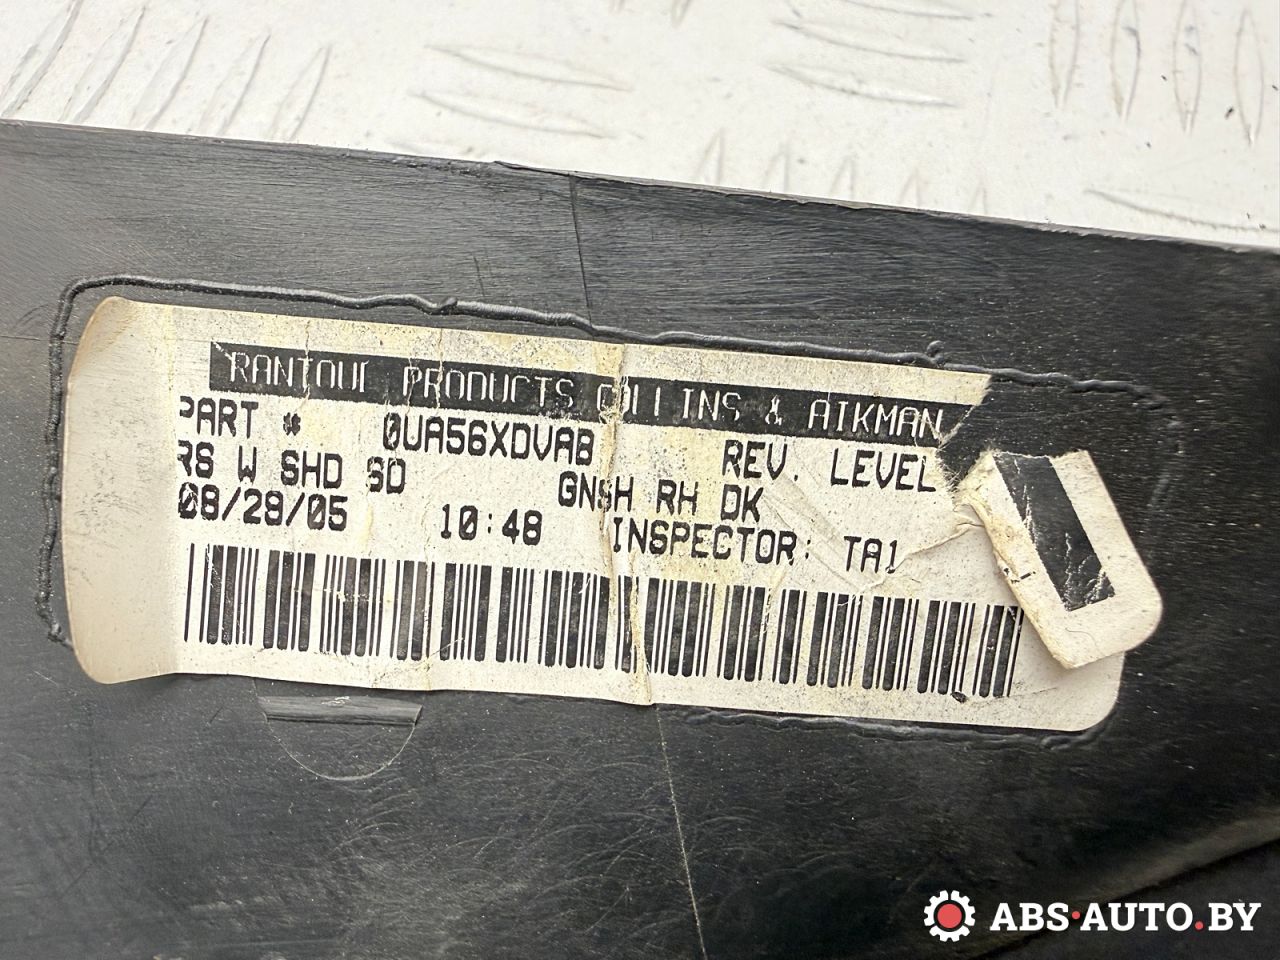 RANTOUL PRODUCTS COLLINS & AIKMAN
PART # 0UA56XDVAB REV. LEVEL
RS W SHD SD GNSH RH DK
08/29/05 10:48 INSPECTOR: TA1
ABS·AUTO.BY